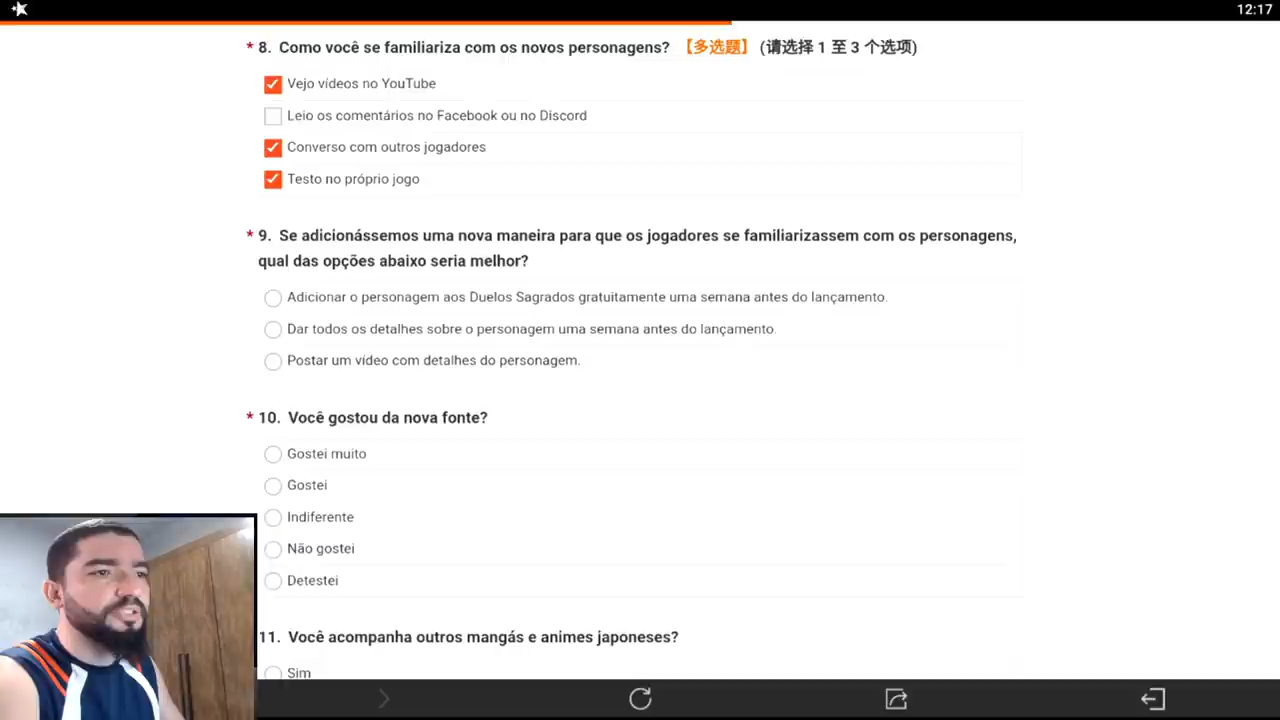 12:17
* 8. Como você se familiariza com os novos personagens? 【多选题】 (请选择 1 至 3 个选项)
Vejo vídeos no YouTube
Leio os comentários no Facebook ou no Discord
Converso com outros jogadores
Testo no próprio jogo
* 9. Se adicionássemos uma nova maneira para que os jogadores se familiarizassem com os personagens,
qual das opções abaixo seria melhor?
Adicionar o personagem aos Duelos Sagrados gratuitamente uma semana antes do lançamento.
Dar todos os detalhes sobre o personagem uma semana antes do lançamento.
Postar um vídeo com detalhes do personagem.
* 10. Você gostou da nova fonte?
Gostei muito
Gostei
Indiferente
Não gostei
Detestei
11. Você acompanha outros mangás e animes japoneses?
Sim